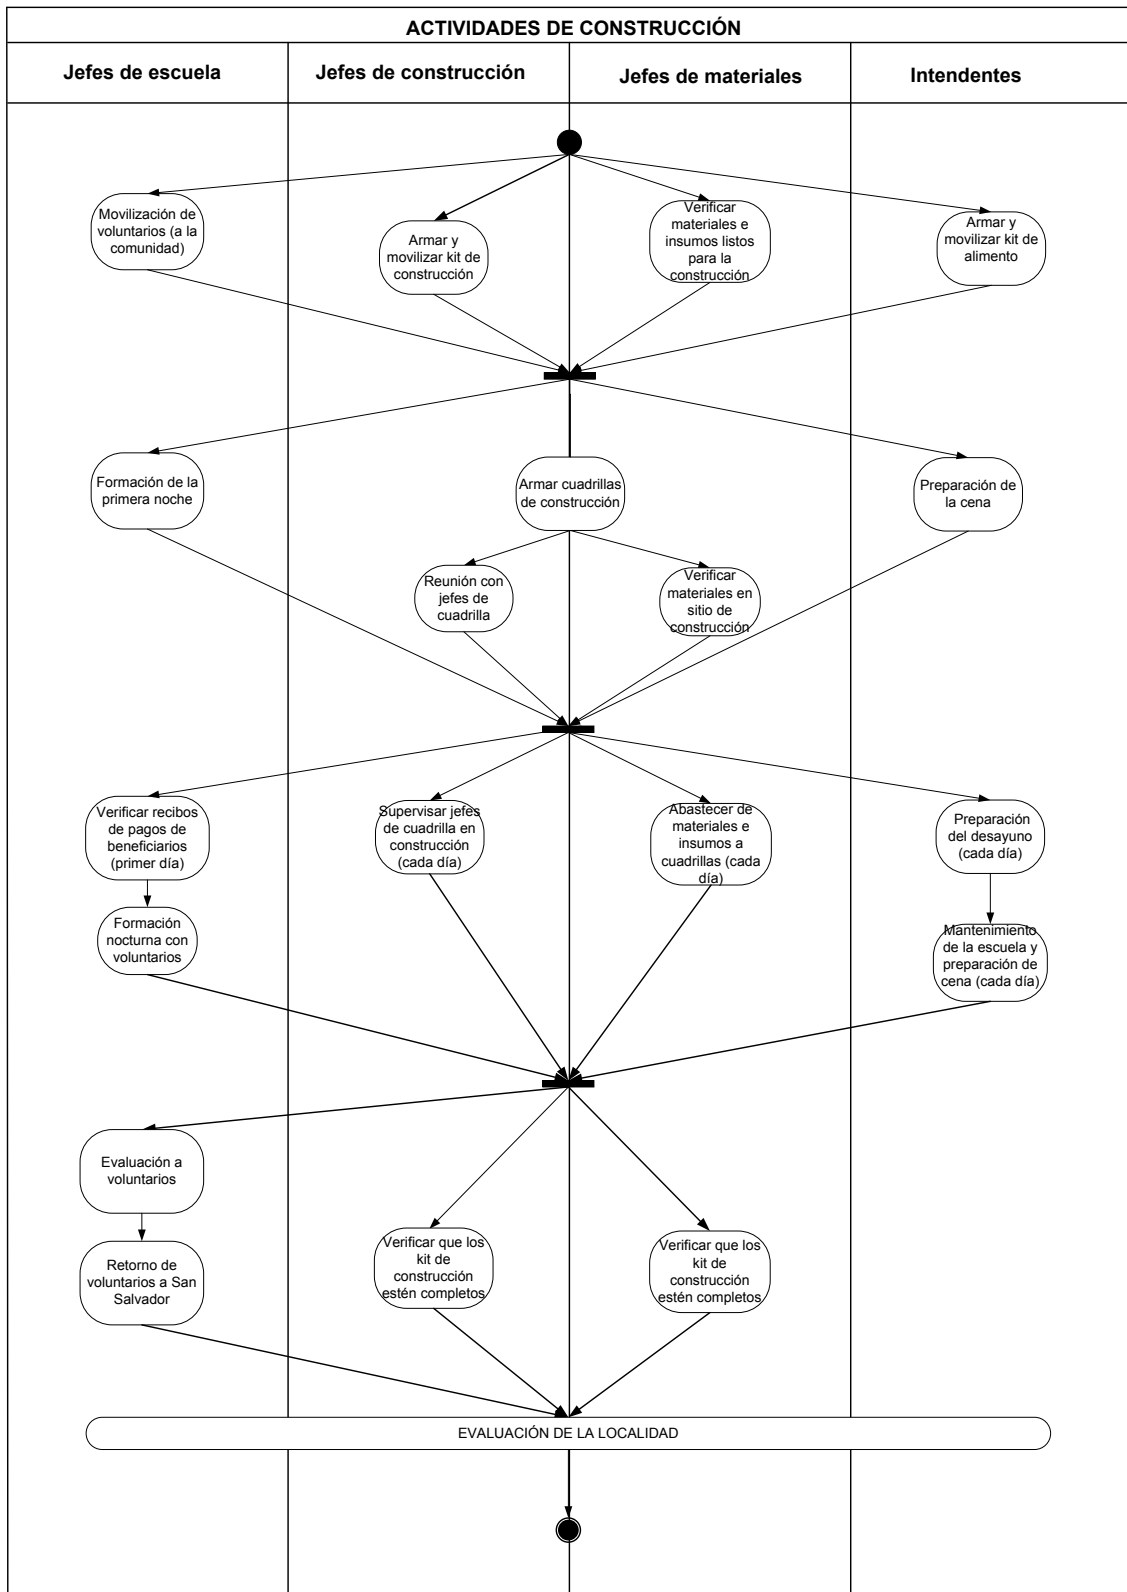 ACTIVIDADES DE CONSTRUCCIÓN
Jefes de escuela
Jefes de construcción
Jefes de materiales
Intendentes
Movilización de
voluntarios (a la
comunidad)
Armar y
movilizar kit de
construcción
Verificar
materiales e
insumos listos
para la
construcción
Armar y
movilizar kit de
alimento
Formación de la
primera noche
Armar cuadrillas
de construcción
Preparación de
la cena
Reunión con
jefes de
cuadrilla
Verificar
materiales en
sitio de
construcción
Verificar recibos
de pagos de
beneficiarios
(primer día)
Supervisar jefes
de cuadrilla en
construcción
(cada día)
Abastecer de
materiales e
insumos a
cuadrillas (cada
día)
Preparación
del desayuno
(cada día)
Formación
nocturna con
voluntarios
Mantenimiento
de la escuela y
preparación de
cena (cada día)
Evaluación a
voluntarios
Retorno de
voluntarios a San
Salvador
Verificar que los
kit de
construcción
estén completos
Verificar que los
kit de
construcción
estén completos
EVALUACIÓN DE LA LOCALIDAD